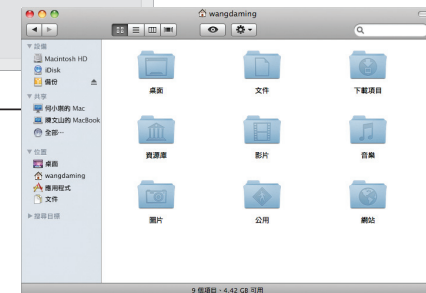 wangdaming
設備
Macintosh HD
iDisk
備份
共享
何小姵的 Mac
陳文山的 MacBook
全部…
位置
桌面
wangdaming
應用程式
文件
搜尋目標
桌面
文件
下載項目
資源庫
影片
音樂
圖片
公用
網站
9 個項目，4.42 GB 可用